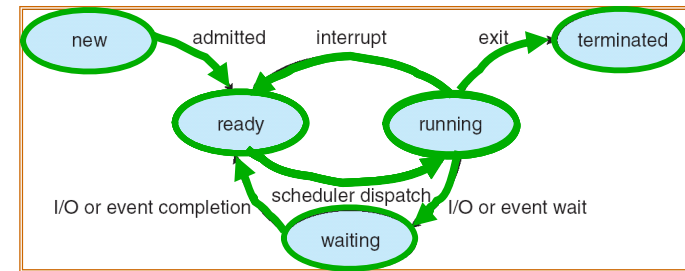 new
admitted
interrupt
exit
terminated
ready
running
scheduler dispatch
I/O or event completion
I/O or event wait
waiting